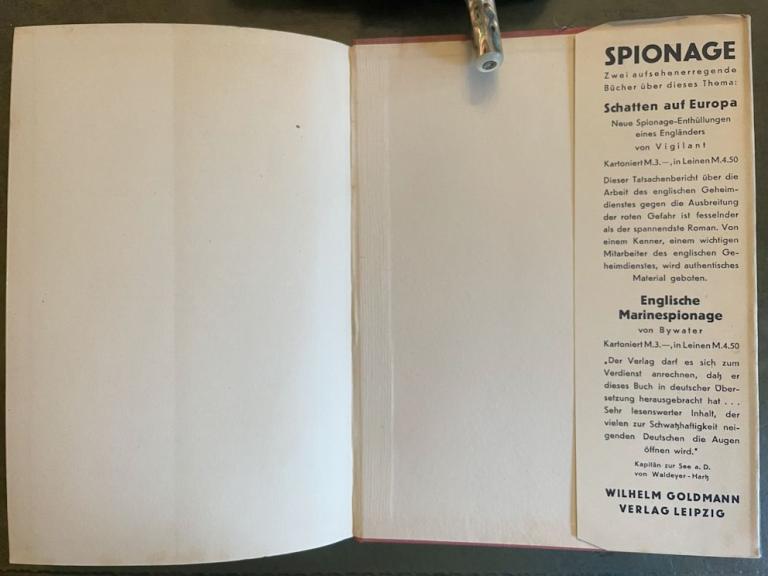 SPIONAGE
Zwei aufsehenerregende
Bücher über dieses Thema:
Schatten auf Europa
Neue Spionage-Enthüllungen
eines Engländers
von Vigilant
Kartoniert M.3.—, in Leinen M.4.50
Dieser Tatsachenbericht über die
Arbeit des englischen Geheim-
dienstes gegen die Ausbreitung
der roten Gefahr ist fesselnder
als der spannendste Roman. Von
einem Kenner, einem wichtigen
Mitarbeiter des englischen Ge-
heimdienstes, wird authentisches
Material geboten.
Englische
Marinespionage
von Bywater
Kartoniert M.3.—, in Leinen M.4.50
„Der Verlag darf es sich zum
Verdienst anrechnen, daß er
dieses Buch in deutscher Über-
setzung herausgebracht hat . . .
Sehr lesenswerter Inhalt, der
vielen zur Schwatzhaftigkeit nei-
genden Deutschen die Augen
öffnen wird."
Kapitän zur See a. D.
von Waldeyer-Hartz
WILHELM GOLDMANN
VERLAG LEIPZIG